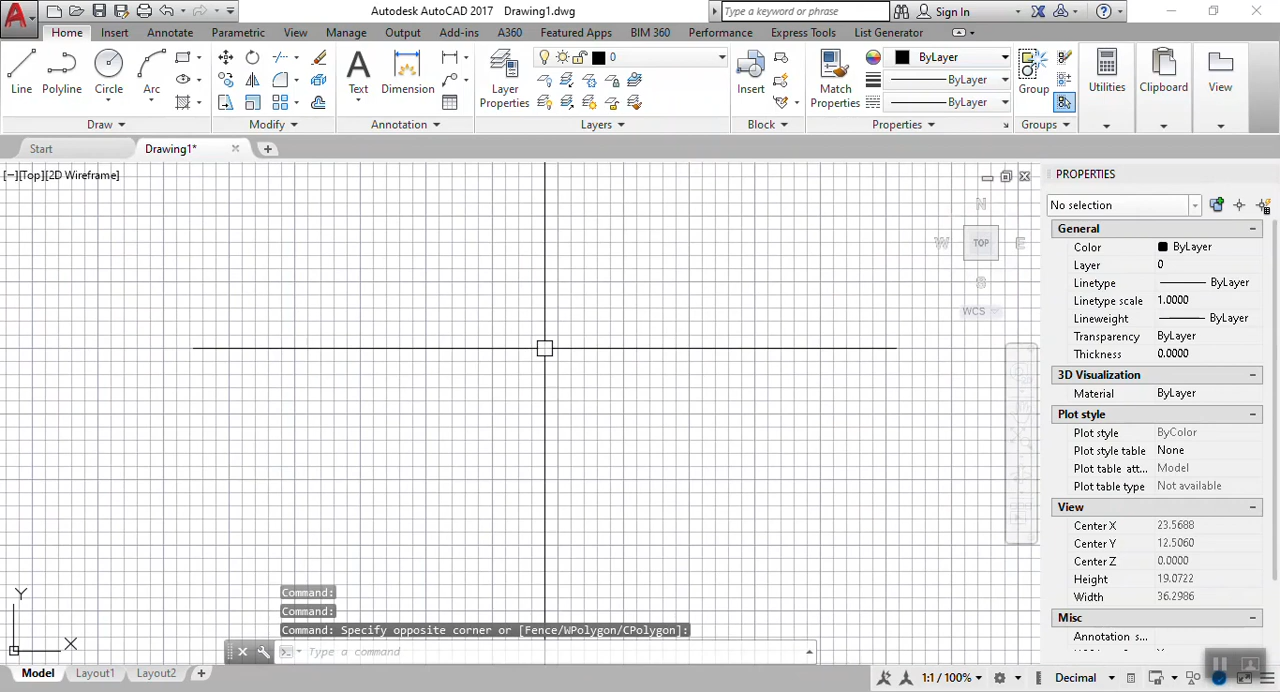 Autodesk AutoCAD 2017 Drawing1.dwg
Type a keyword or phrase
Sign In
Home Insert Annotate Parametric View Manage Output Add-ins A360 Featured Apps BIM 360 Performance Express Tools List Generator
Line Polyline Circle Arc
Text Dimension
Layer Properties
0
Insert
Match Properties
ByLayer
ByLayer
ByLayer
Group
Utilities
Clipboard
View
Draw Modify Annotation Layers Block Properties Groups
Start
Drawing1*
[−][Top][2D Wireframe]
N
W TOP E
S
WCS
PROPERTIES
No selection
General
Color ByLayer
Layer 0
Linetype ByLayer
Linetype scale 1.0000
Lineweight ByLayer
Transparency ByLayer
Thickness 0.0000
3D Visualization
Material ByLayer
Plot style
Plot style ByColor
Plot style table None
Plot table att... Model
Plot table type Not available
View
Center X 23.5688
Center Y 12.5060
Center Z 0.0000
Height 19.0722
Width 36.2986
Misc
Annotation s...
Y
X
Command:
Command:
Command: Specify opposite corner or [Fence/WPolygon/CPolygon]:
Type a command
Model Layout1 Layout2
1:1 / 100%
Decimal